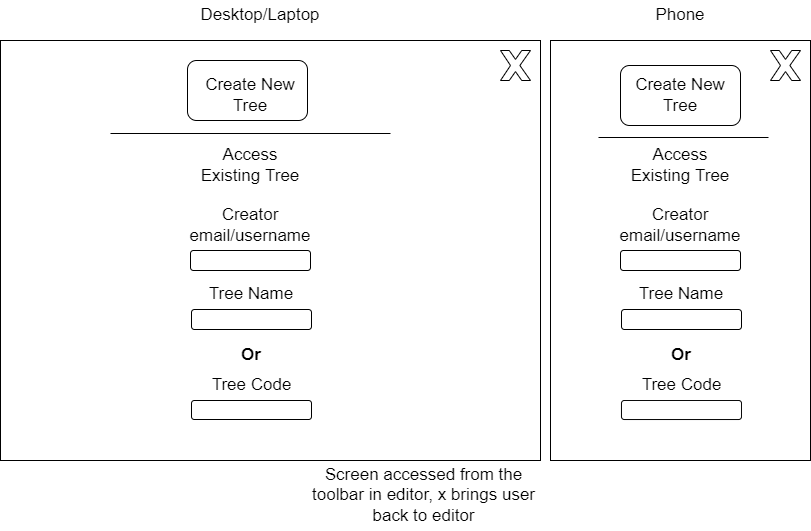 Desktop/Laptop
X
Create New
Tree
Access
Existing Tree
Creator
email/username
Tree Name
Or
Tree Code
Phone
X
Create New
Tree
Access
Existing Tree
Creator
email/username
Tree Name
Or
Tree Code
Screen accessed from the
toolbar in editor, x brings user
back to editor